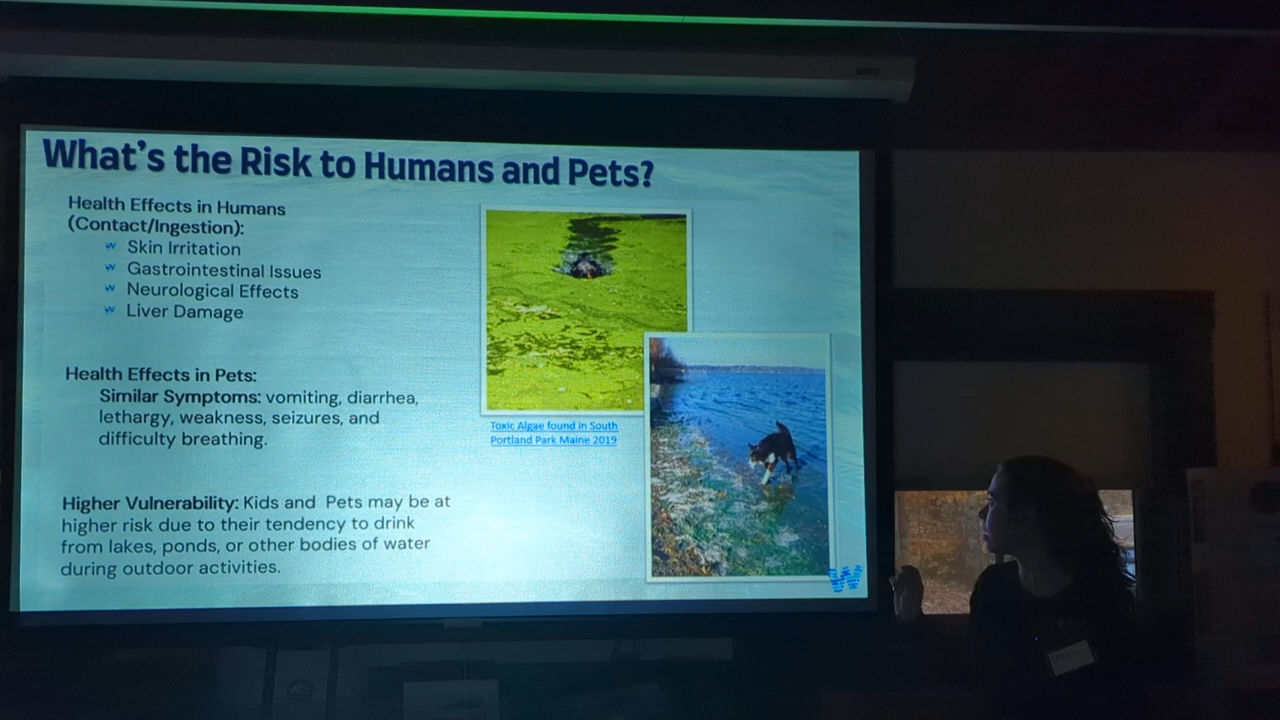 What's the Risk to Humans and Pets?
Health Effects in Humans
(Contact/Ingestion):
Skin Irritation
Gastrointestinal Issues
Neurological Effects
Liver Damage
Health Effects in Pets:
Similar Symptoms: vomiting, diarrhea,
lethargy, weakness, seizures, and
difficulty breathing.
Higher Vulnerability: Kids and Pets may be at
higher risk due to their tendency to drink
from lakes, ponds, or other bodies of water
during outdoor activities.
Toxic Algae found in South
Portland Park Maine 2019
W